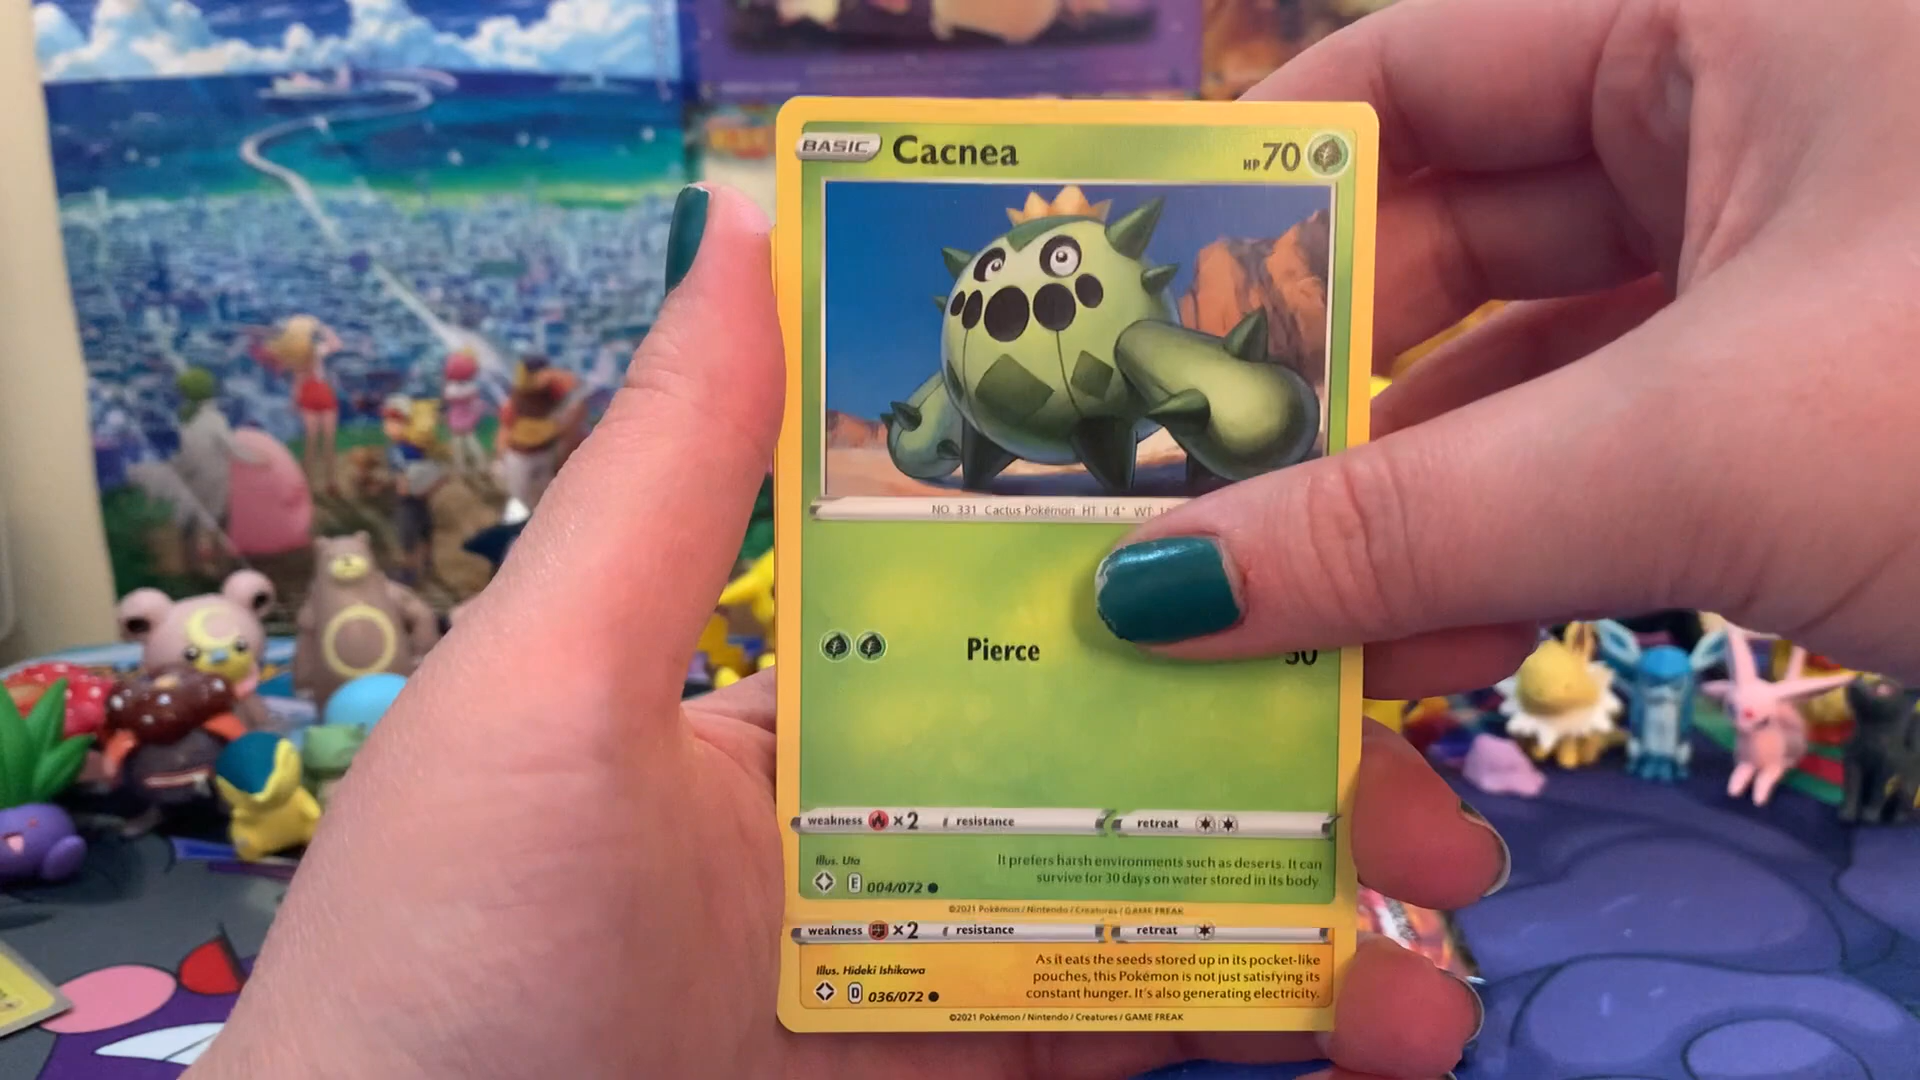 BASIC Cacnea HP 70
NO. 331 Cactus Pokémon HT. 1'4" WT.
Pierce 50
weakness ×2 resistance retreat
Illus. Uta
It prefers harsh environments such as deserts. It can
survive for 30 days on water stored in its body.
E 004/072
©2021 Pokémon / Nintendo / Creatures / GAME FREAK
weakness ×2 resistance retreat
As it eats the seeds stored up in its pocket-like
Illus. Hideki Ishikawa
pouches, this Pokémon is not just satisfying its
D 036/072
constant hunger. It's also generating electricity.
©2021 Pokémon / Nintendo / Creatures / GAME FREAK